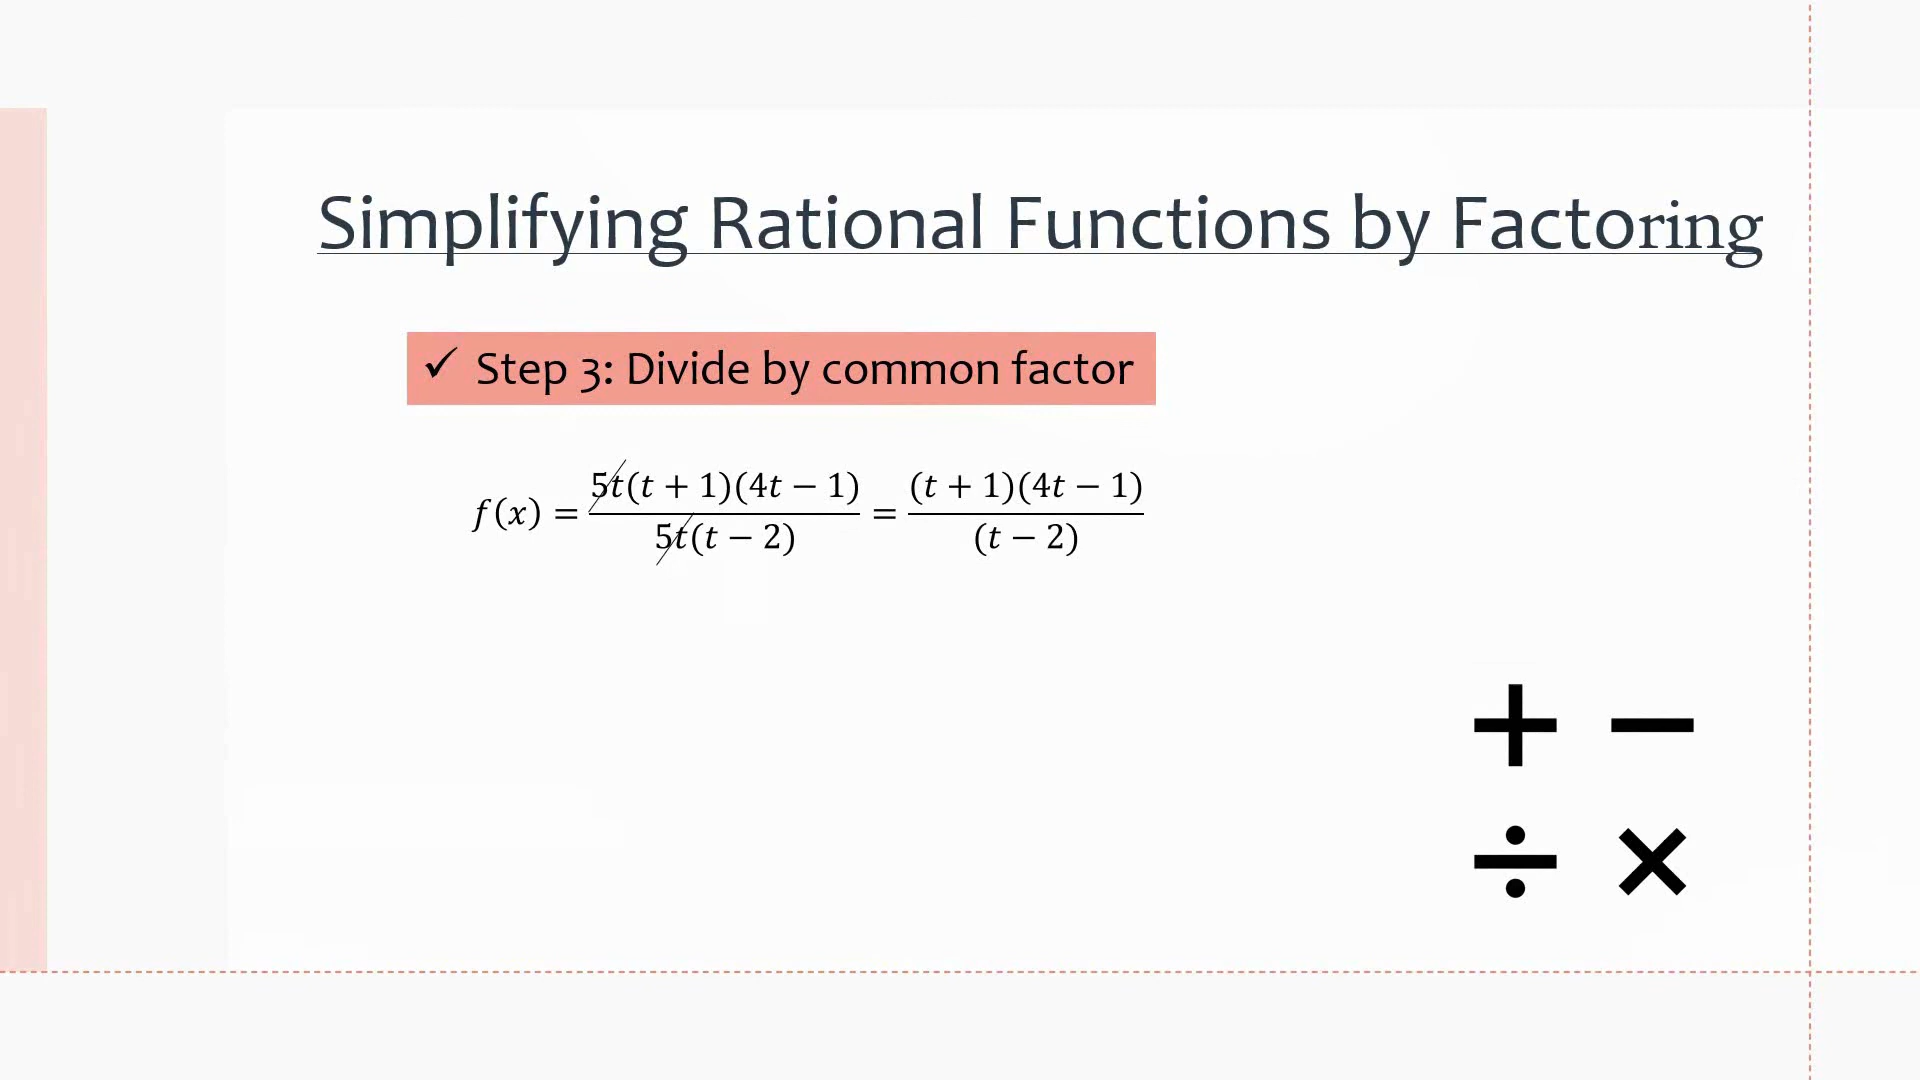 Simplifying Rational Functions by Factoring
✓ Step 3: Divide by common factor
f(x) = 5t(t + 1)(4t − 1) / 5t(t − 2) = (t + 1)(4t − 1) / (t − 2)
+ −
÷ ×